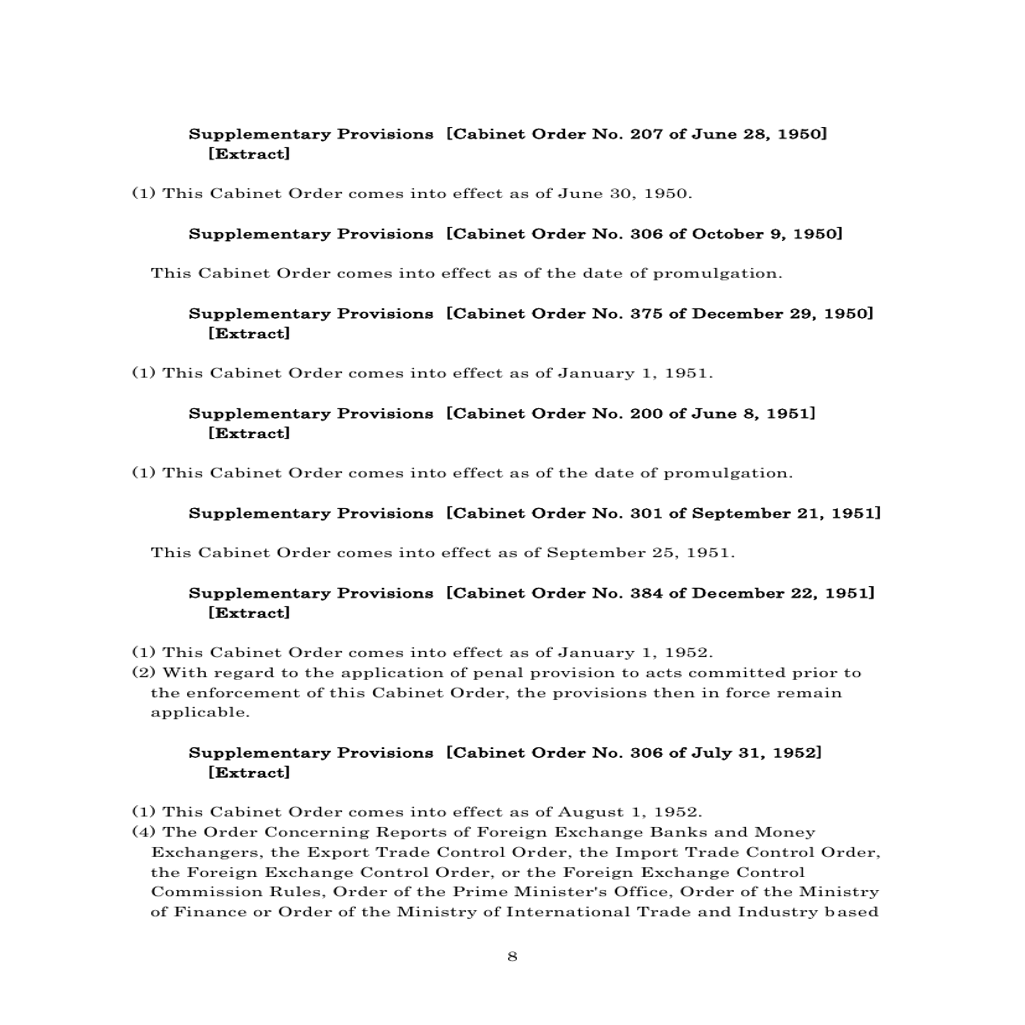 Supplementary Provisions [Cabinet Order No. 207 of June 28, 1950]
[Extract]
(1) This Cabinet Order comes into effect as of June 30, 1950.
Supplementary Provisions [Cabinet Order No. 306 of October 9, 1950]
This Cabinet Order comes into effect as of the date of promulgation.
Supplementary Provisions [Cabinet Order No. 375 of December 29, 1950]
[Extract]
(1) This Cabinet Order comes into effect as of January 1, 1951.
Supplementary Provisions [Cabinet Order No. 200 of June 8, 1951]
[Extract]
(1) This Cabinet Order comes into effect as of the date of promulgation.
Supplementary Provisions [Cabinet Order No. 301 of September 21, 1951]
This Cabinet Order comes into effect as of September 25, 1951.
Supplementary Provisions [Cabinet Order No. 384 of December 22, 1951]
[Extract]
(1) This Cabinet Order comes into effect as of January 1, 1952.
(2) With regard to the application of penal provision to acts committed prior to
the enforcement of this Cabinet Order, the provisions then in force remain
applicable.
Supplementary Provisions [Cabinet Order No. 306 of July 31, 1952]
[Extract]
(1) This Cabinet Order comes into effect as of August 1, 1952.
(4) The Order Concerning Reports of Foreign Exchange Banks and Money
Exchangers, the Export Trade Control Order, the Import Trade Control Order,
the Foreign Exchange Control Order, or the Foreign Exchange Control
Commission Rules, Order of the Prime Minister's Office, Order of the Ministry
of Finance or Order of the Ministry of International Trade and Industry based
8